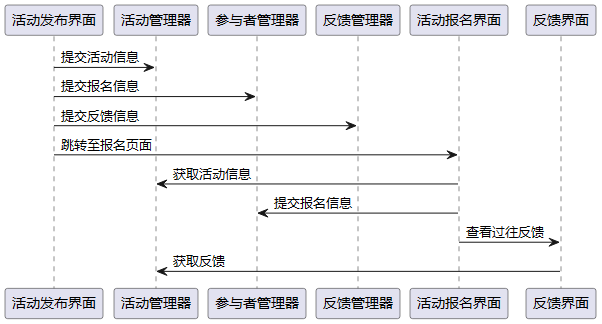 活动发布界面 活动管理器 参与者管理器 反馈管理器 活动报名界面 反馈界面
提交活动信息
提交报名信息
提交反馈信息
跳转至报名页面
获取活动信息
提交报名信息
查看过往反馈
获取反馈
活动发布界面 活动管理器 参与者管理器 反馈管理器 活动报名界面 反馈界面